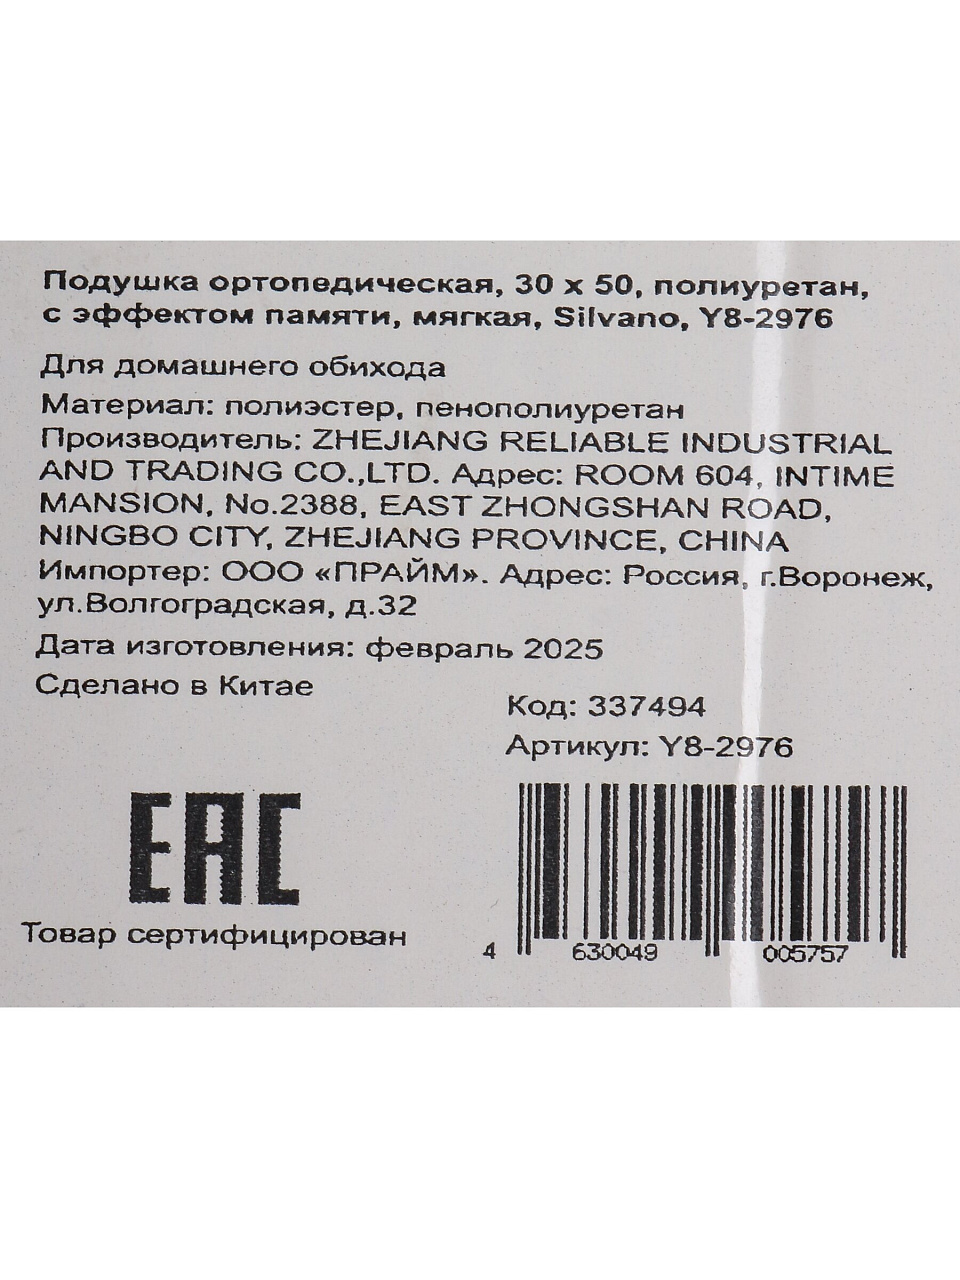 Подушка ортопедическая, 30 х 50, полиуретан,
с эффектом памяти, мягкая, Silvano, Y8-2976
Для домашнего обихода
Материал: полиэстер, пенополиуретан
Производитель: ZHEJIANG RELIABLE INDUSTRIAL
AND TRADING CO.,LTD. Адрес: ROOM 604, INTIME
MANSION, No.2388, EAST ZHONGSHAN ROAD,
NINGBO CITY, ZHEJIANG PROVINCE, CHINA
Импортер: ООО «ПРАЙМ». Адрес: Россия, г.Воронеж,
ул.Волгоградская, д.32
Дата изготовления: февраль 2025
Сделано в Китае
Код: 337494
Артикул: Y8-2976
EAC
Товар сертифицирован
4 630049 005757